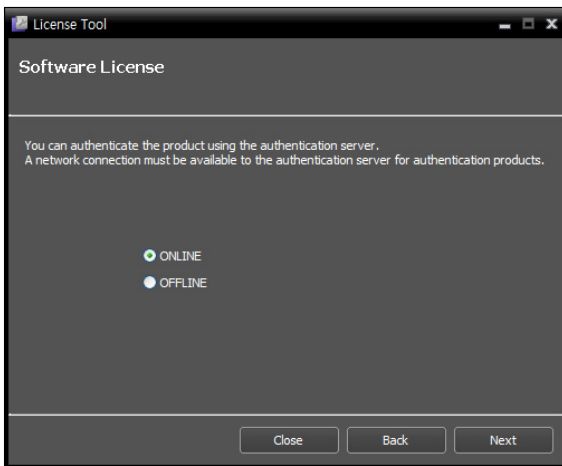 License Tool
Software License
You can authenticate the product using the authentication server.
A network connection must be available to the authentication server for authentication products.
ONLINE
OFFLINE
Close Back Next